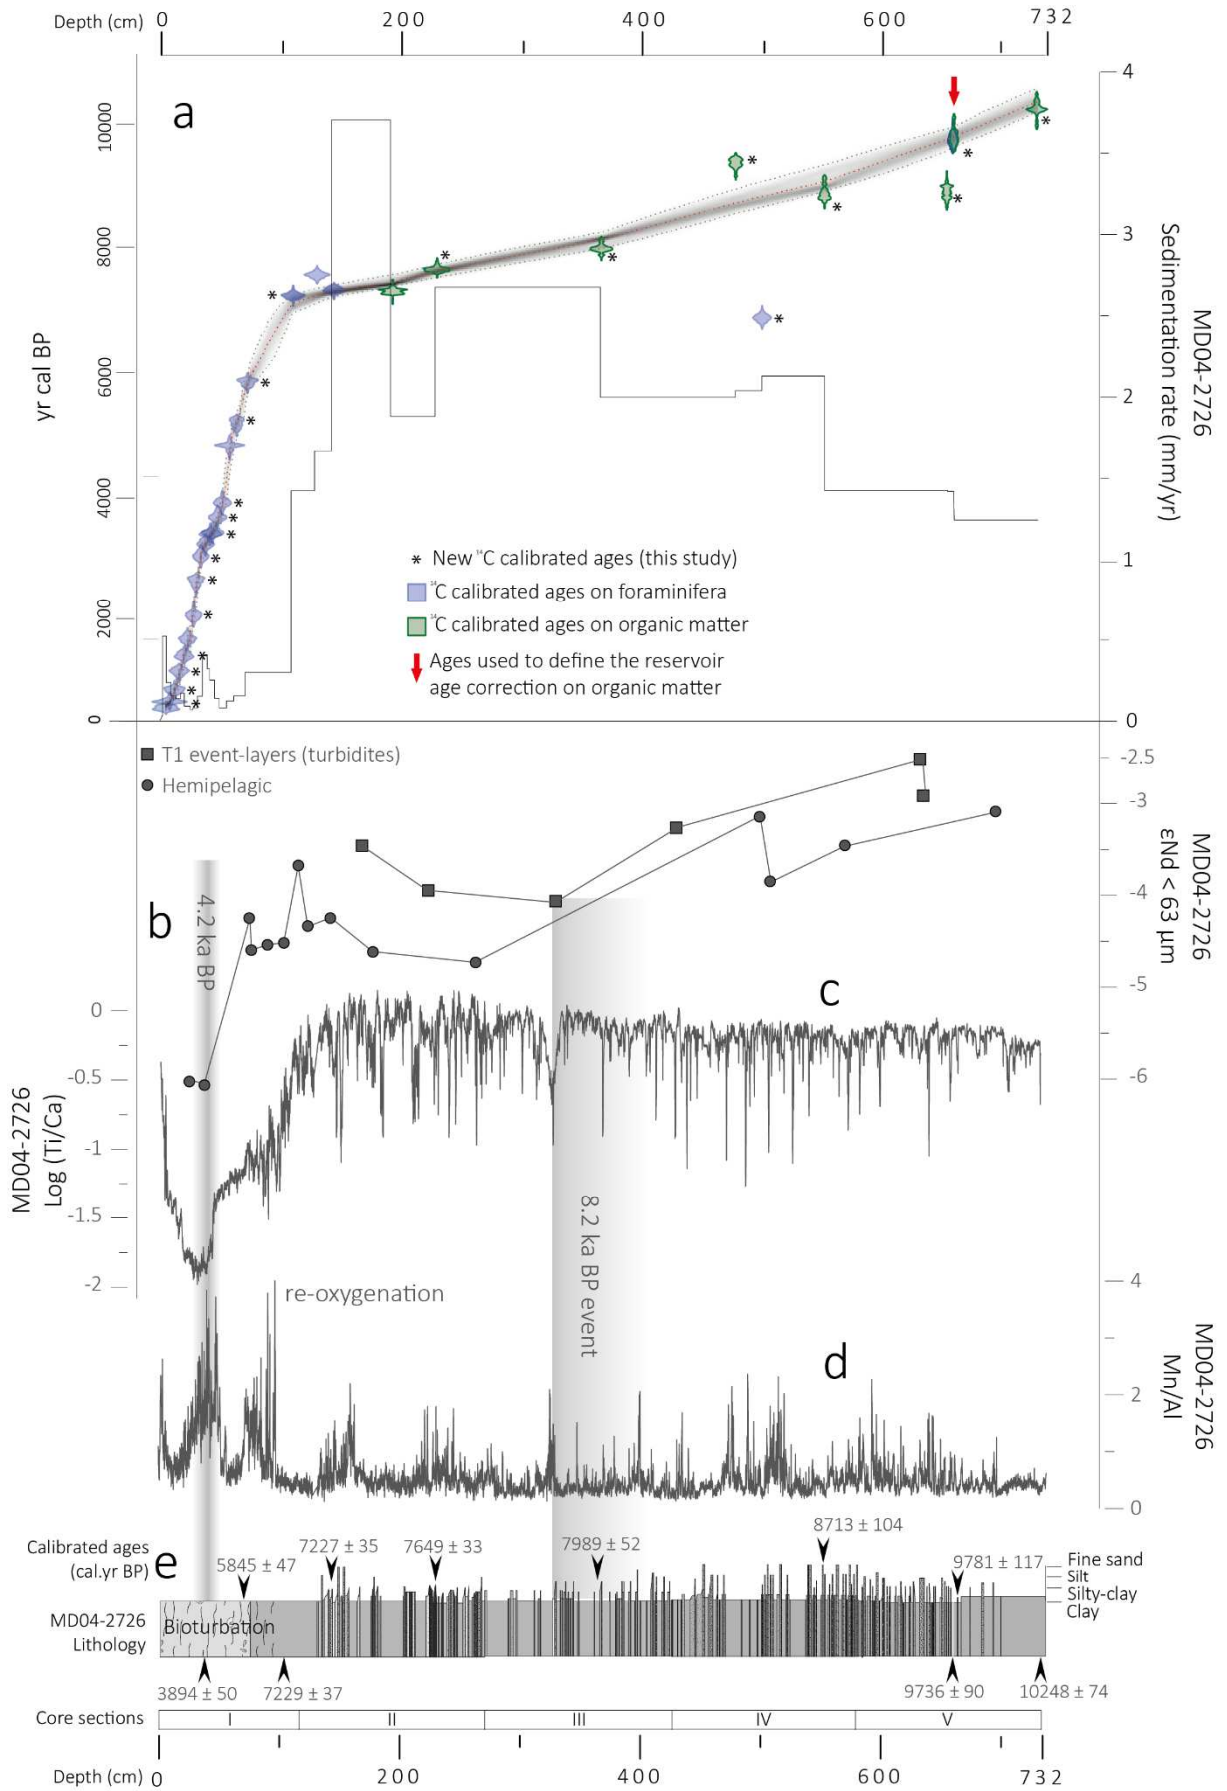 Depth (cm) 0 200 400 600 732
a
10000
8000
6000
4000
2000
0
yr cal BP
4
3
2
1
0
Sedimentation rate (mm/yr)
MD04-2726
* * * * * * * * * * * * * * * * * * * *
* New ¹⁴C calibrated ages (this study)
¹⁴C calibrated ages on foraminifera
¹⁴C calibrated ages on organic matter
Ages used to define the reservoir
age correction on organic matter
T1 event-layers (turbidites)
Hemipelagic
-2.5
-3
-4
-5
-6
εNd < 63 µm
MD04-2726
b
4.2 ka BP
c
0
-0.5
-1
-1.5
-2
MD04-2726
Log (Ti/Ca)
8.2 ka BP event
re-oxygenation
d
4
2
0
Mn/Al
MD04-2726
Calibrated ages
(cal.yr BP)
e
5845 ± 47
7227 ± 35
7649 ± 33
7989 ± 52
8713 ± 104
9781 ± 117
Fine sand
Silt
Silty-clay
Clay
MD04-2726
Lithology
Bioturbation
3894 ± 50
7229 ± 37
9736 ± 90
10248 ± 74
Core sections I II III IV V
Depth (cm) 0 200 400 600 732